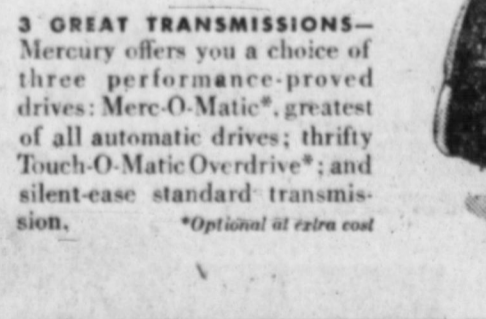 3 GREAT TRANSMISSIONS—
Mercury offers you a choice of
three performance-proved
drives: Merc-O-Matic*, greatest
of all automatic drives; thrifty
Touch-O-Matic Overdrive*; and
silent-ease standard transmis-
sion. *Optional at extra cost